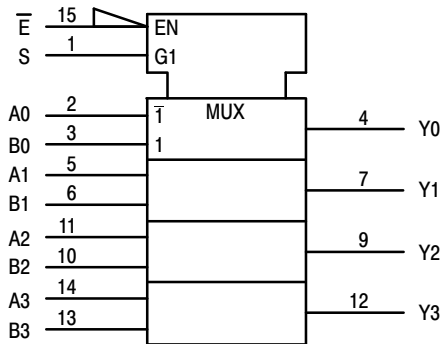 E̅ 15 EN
S 1 G1
MUX
A0 2 1̅ 4 Y0
B0 3 1
A1 5 7 Y1
B1 6
A2 11 9 Y2
B2 10
A3 14 12 Y3
B3 13